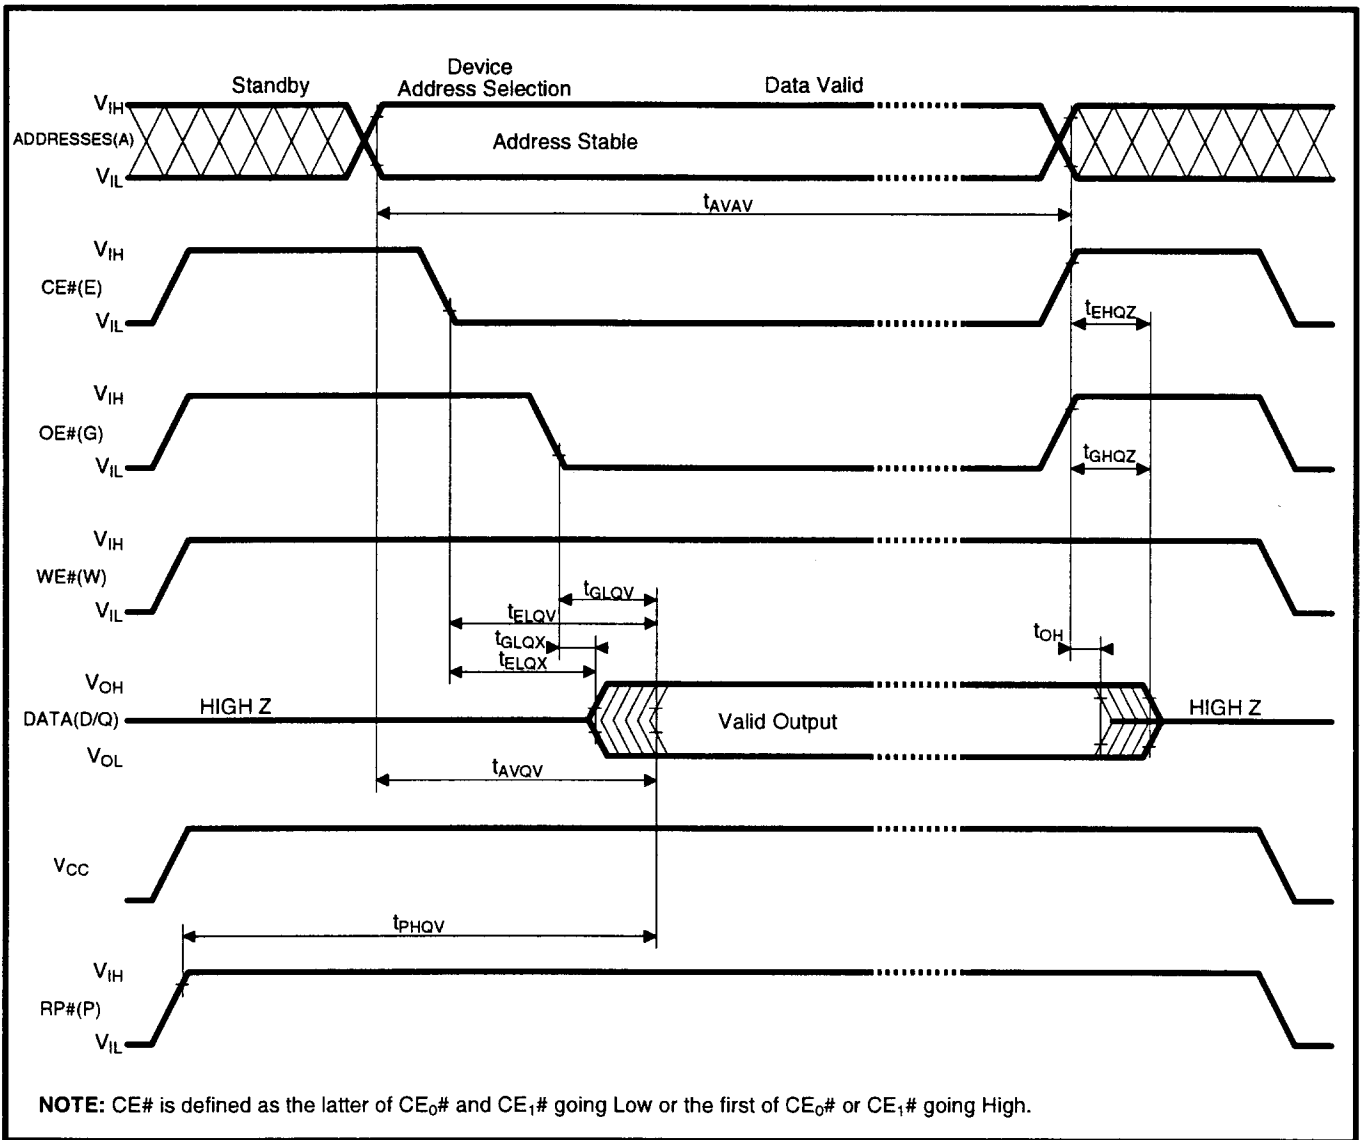 Standby
Device
Address Selection
Data Valid
VIH
ADDRESSES(A)
Address Stable
VIL
tAVAV
VIH
CE#(E)
VIL
tEHQZ
VIH
OE#(G)
VIL
tGHQZ
VIH
WE#(W)
VIL
tGLQV
tELQV
tGLQX
tELQX
tOH
VOH
DATA(D/Q)
HIGH Z
Valid Output
HIGH Z
VOL
tAVQV
VCC
tPHQV
VIH
RP#(P)
VIL
NOTE: CE# is defined as the latter of CE0# and CE1# going Low or the first of CE0# or CE1# going High.